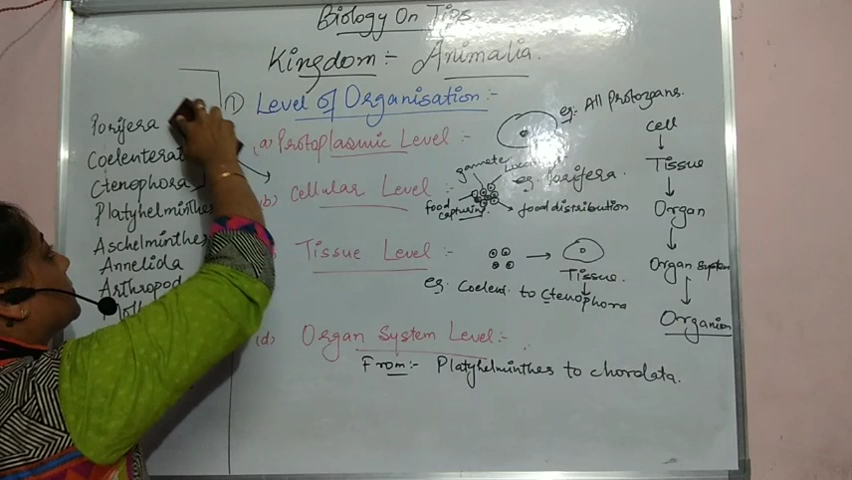 Biology On Tips
Kingdom :- Animalia.
Porifera
Coelenterat
Ctenophora
Platyhelminthes
Aschelminthes
Annelida
Arthropod
① Level of Organisation :-
(a) Protoplasmic Level :-
eg: All Protozoans.
(b) Cellular Level :-
gamete
food capturing
food distribution
eg Porifera.
Tissue Level :-
Tissue.
eg: Coelent. to Ctenophora
(d) Organ System Level :-
From :- Platyhelminthes to chordata.
Cell
Tissue
Organ
Organ System
Organism